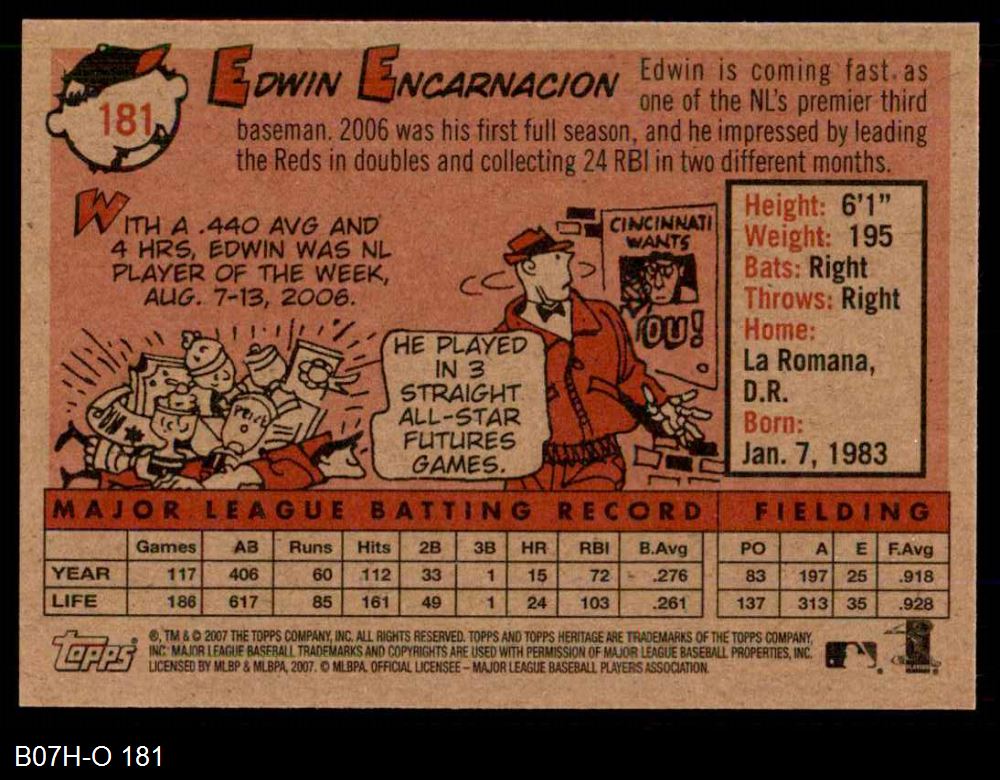 181
EDWIN ENCARNACION
Edwin is coming fast as
one of the NL's premier third
baseman. 2006 was his first full season, and he impressed by leading
the Reds in doubles and collecting 24 RBI in two different months.
WITH A .440 AVG AND
4 HRS, EDWIN WAS NL
PLAYER OF THE WEEK,
AUG. 7-13, 2006.
CINCINNATI
WANTS
YOU!
HE PLAYED
IN 3
STRAIGHT
ALL-STAR
FUTURES
GAMES.
Height: 6'1"
Weight: 195
Bats: Right
Throws: Right
Home:
La Romana,
D.R.
Born:
Jan. 7, 1983
MAJOR LEAGUE BATTING RECORD FIELDING
Games AB Runs Hits 2B 3B HR RBI B.Avg PO A E F.Avg
YEAR 117 406 60 112 33 1 15 72 .276 83 197 25 .918
LIFE 186 617 85 161 49 1 24 103 .261 137 313 35 .928
Topps
®, TM & © 2007 THE TOPPS COMPANY, INC. ALL RIGHTS RESERVED. TOPPS AND TOPPS HERITAGE ARE TRADEMARKS OF THE TOPPS COMPANY,
INC. MAJOR LEAGUE BASEBALL TRADEMARKS AND COPYRIGHTS ARE USED WITH PERMISSION OF MAJOR LEAGUE BASEBALL PROPERTIES, INC.
LICENSED BY MLBP & MLBPA, 2007. © MLBPA. OFFICIAL LICENSEE – MAJOR LEAGUE BASEBALL PLAYERS ASSOCIATION.
B07H-O 181